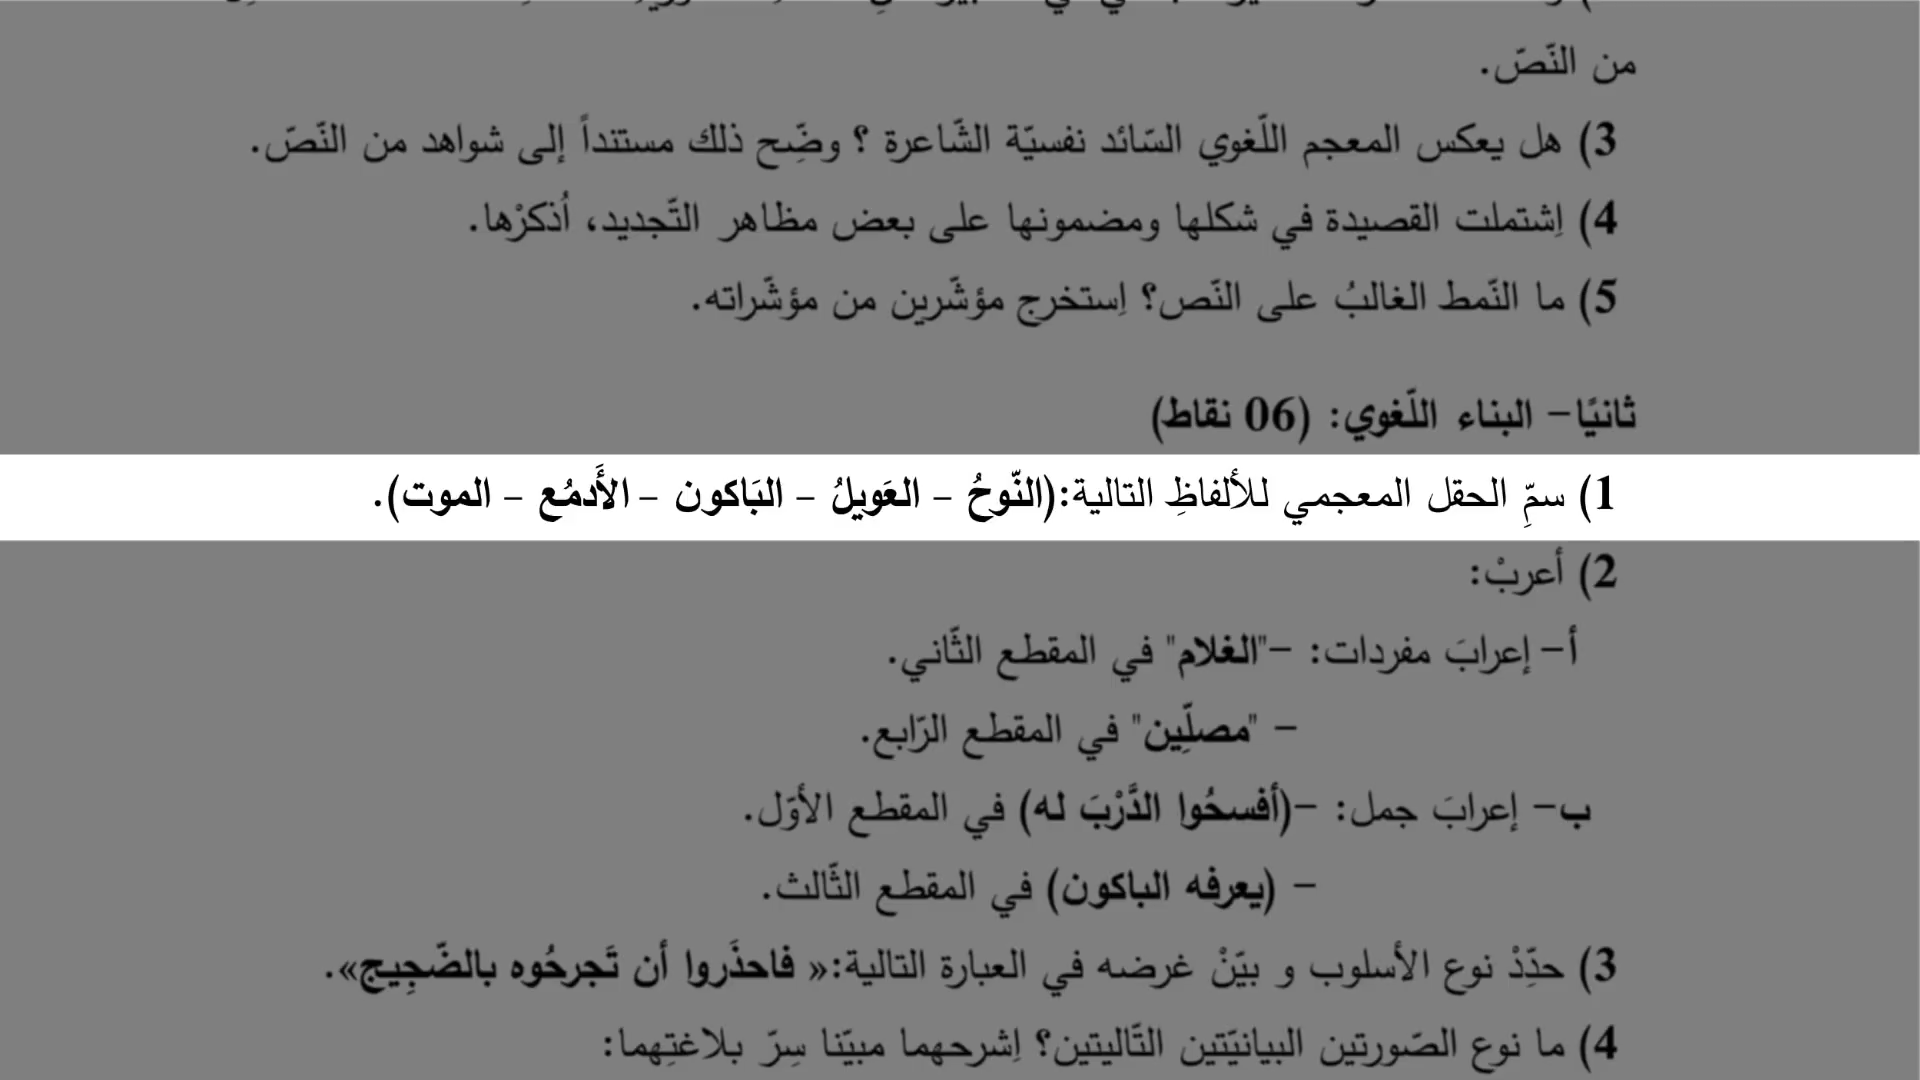 من النّصّ.
3) هل يعكس المعجم اللّغوي السّائد نفسيّة الشّاعرة ؟ وضِّح ذلك مستنداً إلى شواهد من النّصّ.
4) اِشتملت القصيدة في شكلها ومضمونها على بعض مظاهر التّجديد، اُذكرْها.
5) ما النّمط الغالبُ على النّص؟ اِستخرج مؤشّرين من مؤشّراته.
ثانيًا- البناء اللّغوي: (06 نقاط)
1) سمِّ الحقل المعجمي للألفاظِ التالية:(النّوحُ - العَويلُ - البَاكون - الأَدمُع - الموت).
2) أعربْ:
أ- إعرابَ مفردات: -"الغلام" في المقطع الثّاني.
- "مصلِّين" في المقطع الرّابع.
ب- إعرابَ جمل: -(أفسحُوا الدَّرْبَ له) في المقطع الأوّل.
- (يعرفه الباكون) في المقطع الثّالث.
3) حدِّدْ نوع الأسلوب و بيّنْ غرضه في العبارة التالية:« فاحذَروا أن تَجرحُوه بالضّجِيج».
4) ما نوع الصّورتين البيانيّتين التّاليتين؟ اِشرحهما مبيّنا سِرّ بلاغتِهما: